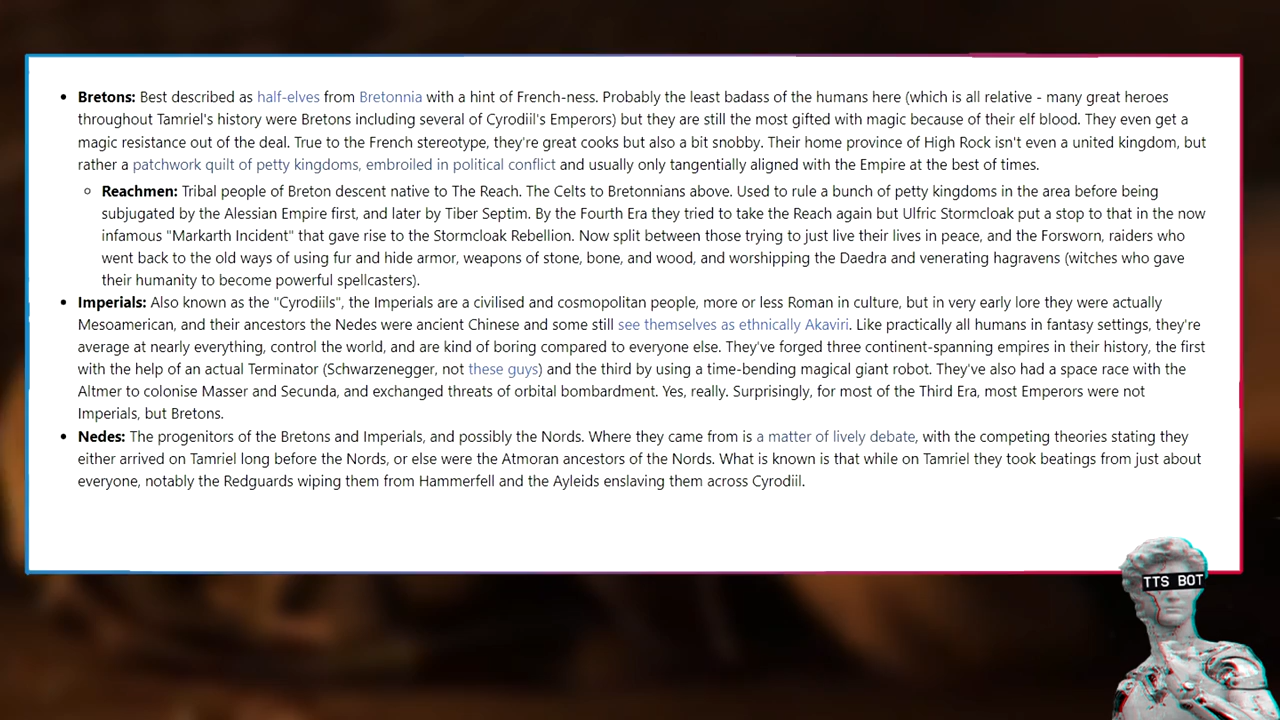 Bretons: Best described as half-elves from Bretonnia with a hint of French-ness. Probably the least badass of the humans here (which is all relative - many great heroes
throughout Tamriel's history were Bretons including several of Cyrodiil's Emperors) but they are still the most gifted with magic because of their elf blood. They even get a
magic resistance out of the deal. True to the French stereotype, they're great cooks but also a bit snobby. Their home province of High Rock isn't even a united kingdom, but
rather a patchwork quilt of petty kingdoms, embroiled in political conflict and usually only tangentially aligned with the Empire at the best of times.
Reachmen: Tribal people of Breton descent native to The Reach. The Celts to Bretonnians above. Used to rule a bunch of petty kingdoms in the area before being
subjugated by the Alessian Empire first, and later by Tiber Septim. By the Fourth Era they tried to take the Reach again but Ulfric Stormcloak put a stop to that in the now
infamous "Markarth Incident" that gave rise to the Stormcloak Rebellion. Now split between those trying to just live their lives in peace, and the Forsworn, raiders who
went back to the old ways of using fur and hide armor, weapons of stone, bone, and wood, and worshipping the Daedra and venerating hagravens (witches who gave
their humanity to become powerful spellcasters).
Imperials: Also known as the "Cyrodiils", the Imperials are a civilised and cosmopolitan people, more or less Roman in culture, but in very early lore they were actually
Mesoamerican, and their ancestors the Nedes were ancient Chinese and some still see themselves as ethnically Akaviri. Like practically all humans in fantasy settings, they're
average at nearly everything, control the world, and are kind of boring compared to everyone else. They've forged three continent-spanning empires in their history, the first
with the help of an actual Terminator (Schwarzenegger, not these guys) and the third by using a time-bending magical giant robot. They've also had a space race with the
Altmer to colonise Masser and Secunda, and exchanged threats of orbital bombardment. Yes, really. Surprisingly, for most of the Third Era, most Emperors were not
Imperials, but Bretons.
Nedes: The progenitors of the Bretons and Imperials, and possibly the Nords. Where they came from is a matter of lively debate, with the competing theories stating they
either arrived on Tamriel long before the Nords, or else were the Atmoran ancestors of the Nords. What is known is that while on Tamriel they took beatings from just about
everyone, notably the Redguards wiping them from Hammerfell and the Ayleids enslaving them across Cyrodiil.
TTS BOT